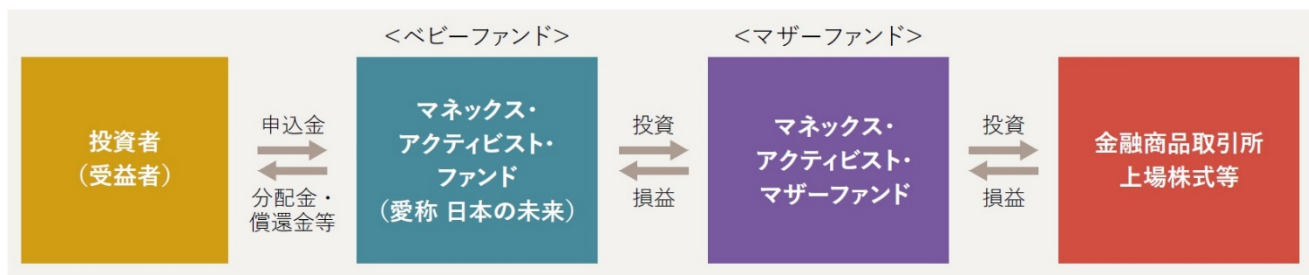 <ベビーファンド>
<マザーファンド>
投資者
(受益者)
申込金
分配金・
償還金等
マネックス・
アクティビスト・
ファンド
(愛称 日本の未来)
投資
損益
マネックス・
アクティビスト・
マザーファンド
投資
損益
金融商品取引所
上場株式等